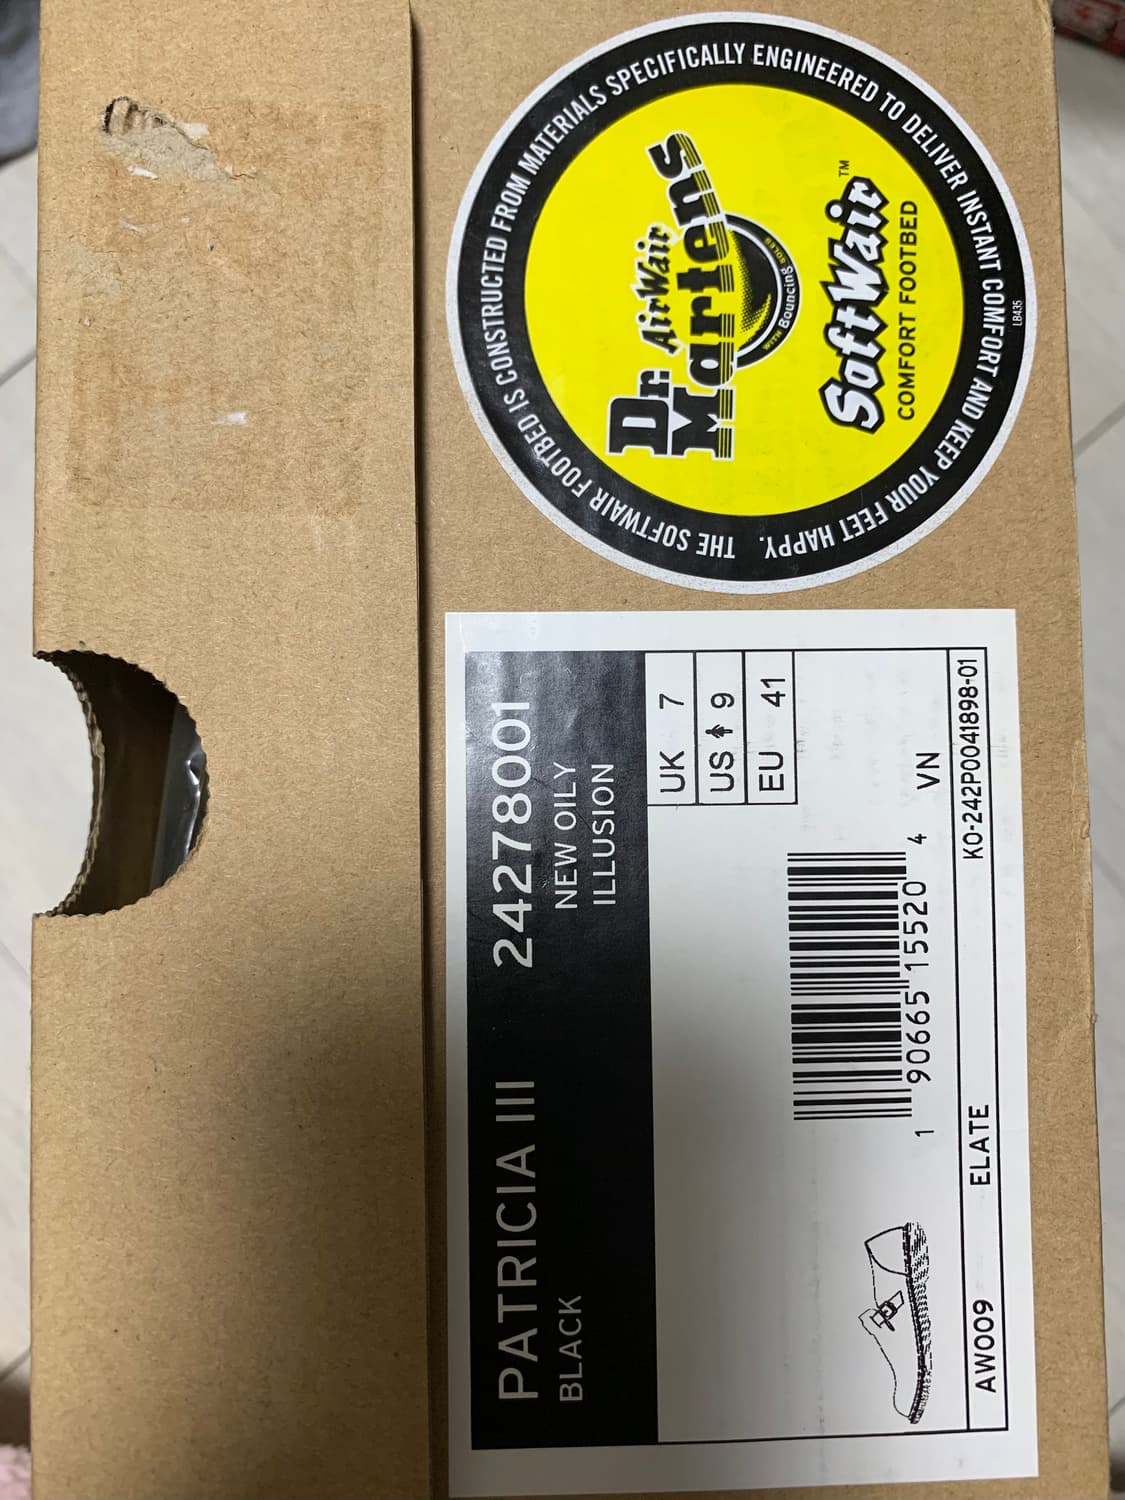 PATRICIA III 24278001
BLACK NEW OILY
ILLUSION
UK 7
US 9
EU 41
1 90665 15520 4
VN
AW009 ELATE KO-242P0041898-01
THE SOFTWAIR FOOTBED IS CONSTRUCTED FROM MATERIALS SPECIFICALLY ENGINEERED TO DELIVER INSTANT COMFORT AND KEEP YOUR FEET HAPPY.
Dr. AirWair
Martens
WITH Bouncing SOLES
SoftWair™
COMFORT FOOTBED
LB435